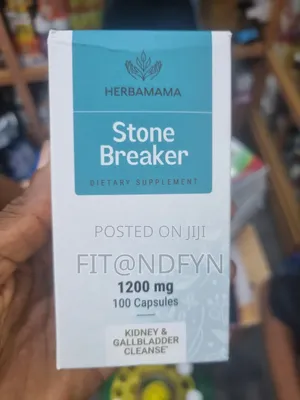 HERBAMAMA
Stone
Breaker
DIETARY SUPPLEMENT
POSTED ON JIJI
FIT@NDFYN
1200 mg
100 Capsules
KIDNEY &
GALLBLADDER
CLEANSE*